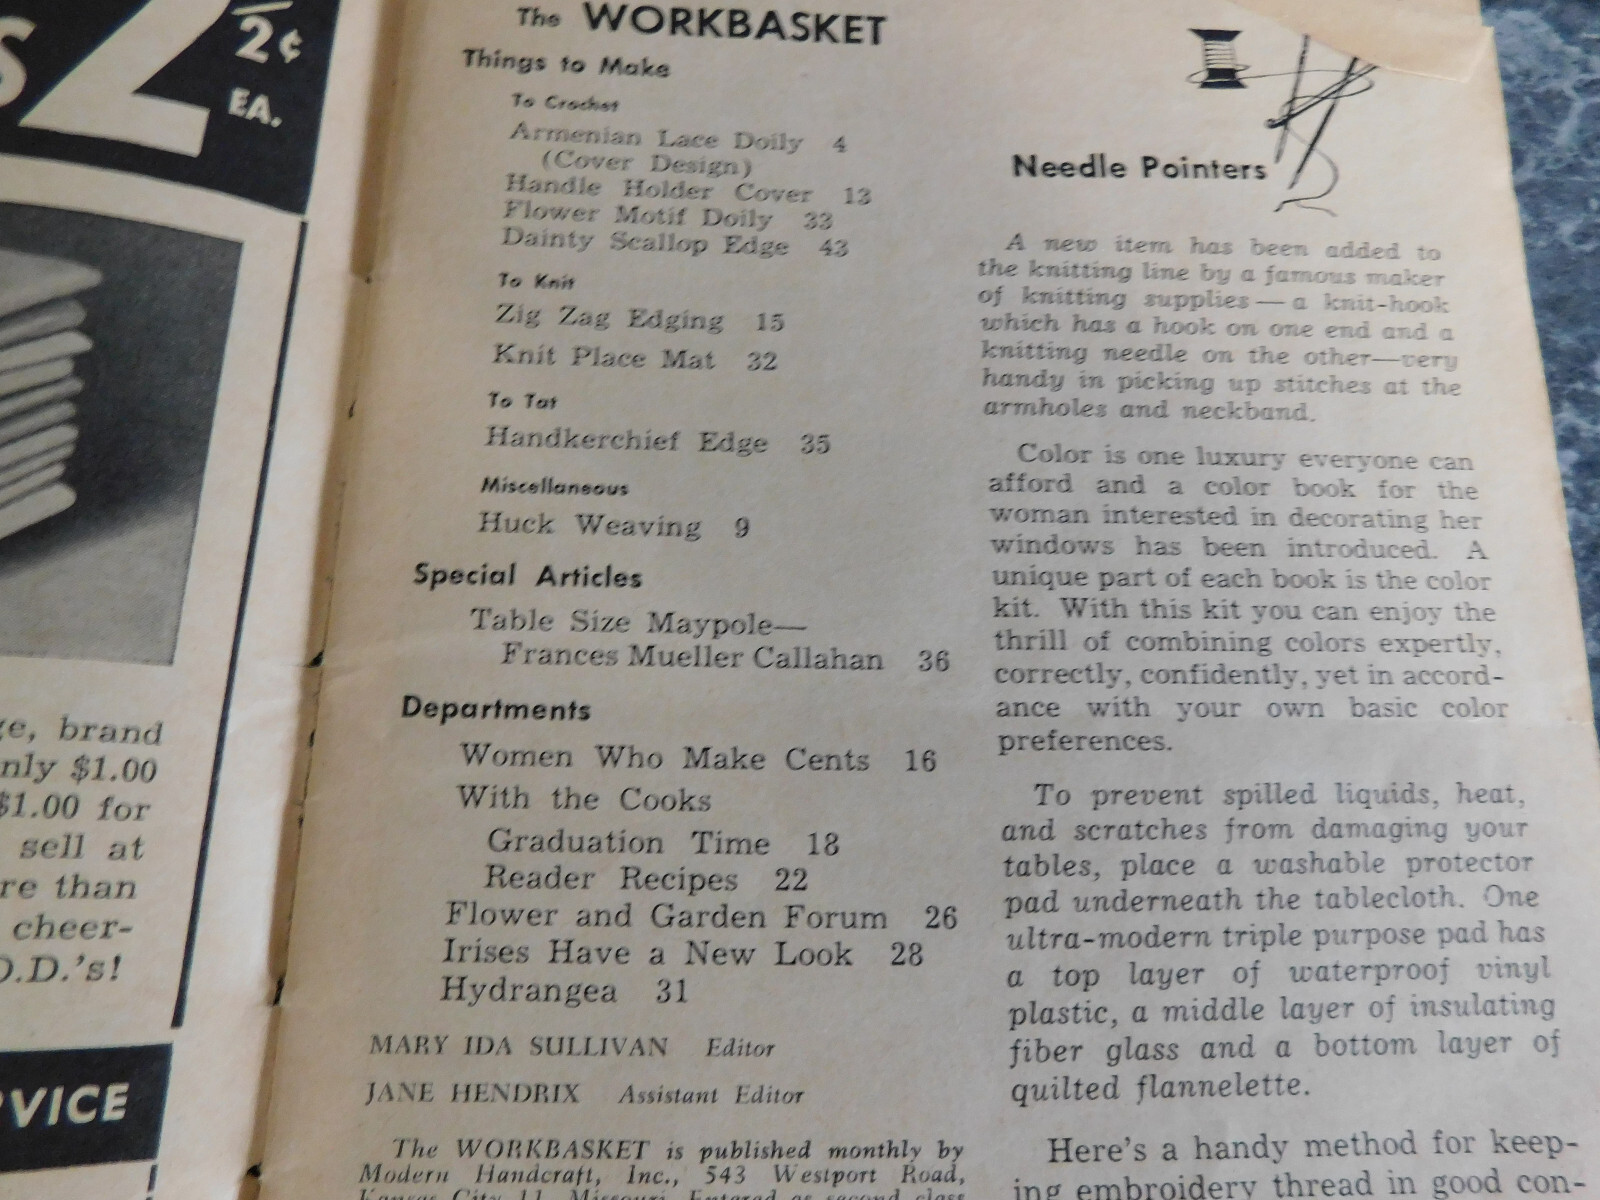 2
2¢
EA.
brand
$1.00
$1.00 for
sell at
than
cheer-
The WORKBASKET
Things to Make
To Crochet
Armenian Lace Doily 4
(Cover Design)
Handle Holder Cover 13
Flower Motif Doily 33
Dainty Scallop Edge 43
To Knit
Zig Zag Edging 15
Knit Place Mat 32
To Tat
Handkerchief Edge 35
Miscellaneous
Huck Weaving 9
Special Articles
Table Size Maypole—
Frances Mueller Callahan 36
Departments
Women Who Make Cents 16
With the Cooks
Graduation Time 18
Reader Recipes 22
Flower and Garden Forum 26
Irises Have a New Look 28
Hydrangea 31
MARY IDA SULLIVAN Editor
JANE HENDRIX Assistant Editor
The WORKBASKET is published monthly by
Modern Handcraft, Inc., 543 Westport Road,
Kansas City 11, Missouri. Entered as second class
Needle Pointers
A new item has been added to
the knitting line by a famous maker
of knitting supplies — a knit-hook
which has a hook on one end and a
knitting needle on the other—very
handy in picking up stitches at the
armholes and neckband.
Color is one luxury everyone can
afford and a color book for the
woman interested in decorating her
windows has been introduced. A
unique part of each book is the color
kit. With this kit you can enjoy the
thrill of combining colors expertly,
correctly, confidently, yet in accord-
ance with your own basic color
preferences.
To prevent spilled liquids, heat,
and scratches from damaging your
tables, place a washable protector
pad underneath the tablecloth. One
ultra-modern triple purpose pad has
a top layer of waterproof vinyl
plastic, a middle layer of insulating
fiber glass and a bottom layer of
quilted flannelette.
Here's a handy method for keep-
ing embroidery thread in good con-